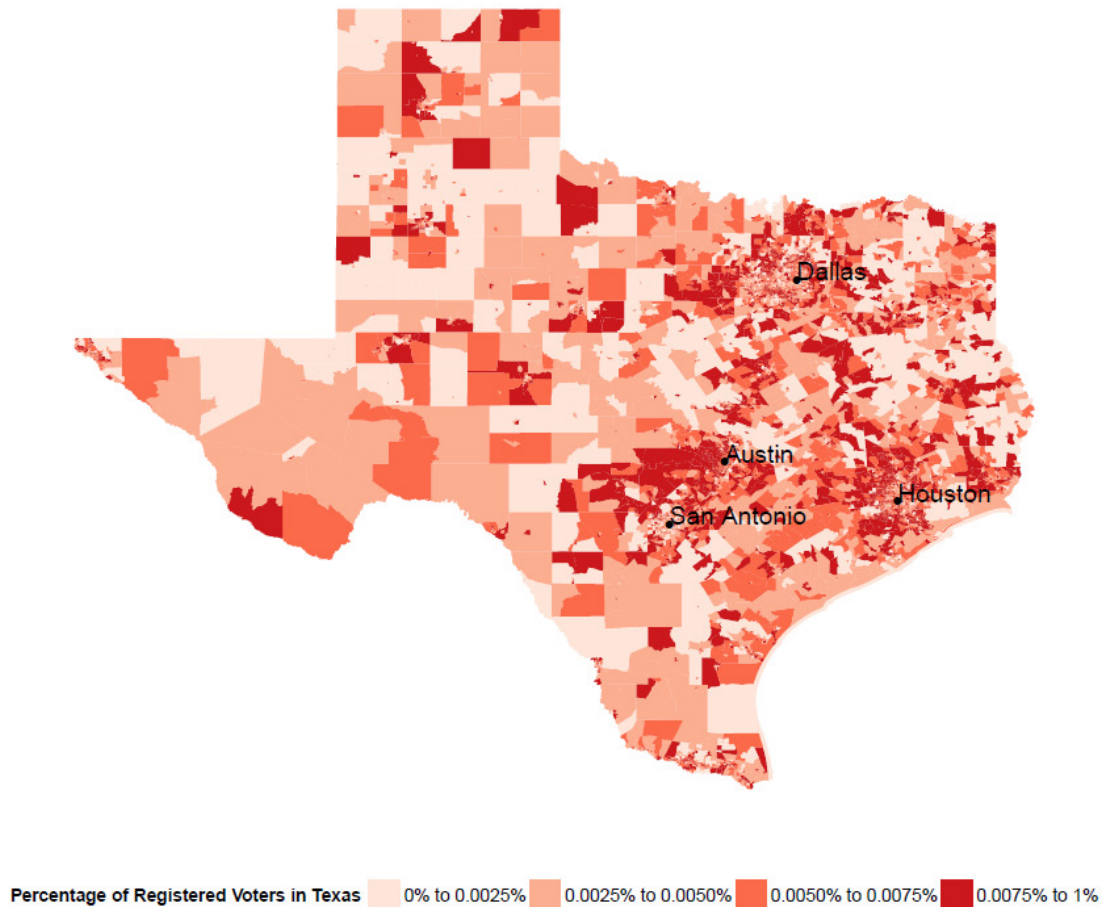 Dallas
Austin
Houston
San Antonio
Percentage of Registered Voters in Texas 0% to 0.0025% 0.0025% to 0.0050% 0.0050% to 0.0075% 0.0075% to 1%